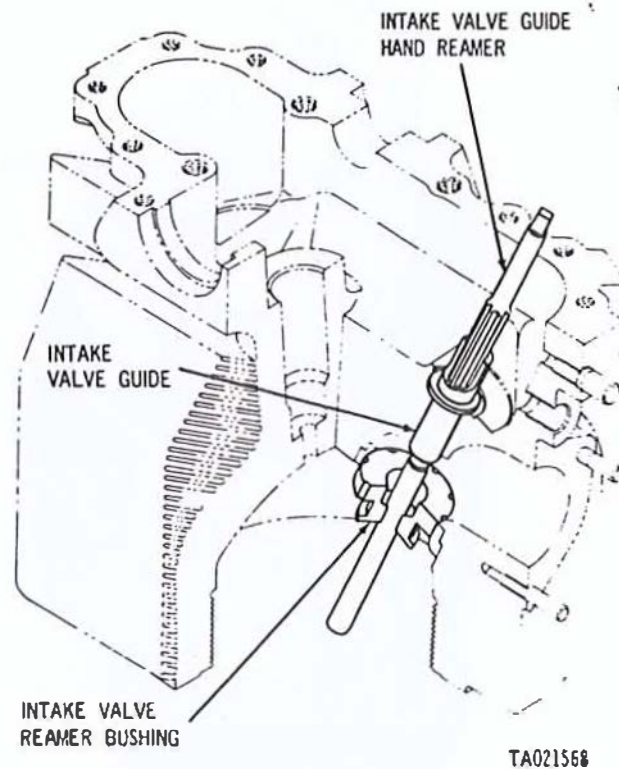 INTAKE VALVE GUIDE
HAND REAMER
INTAKE
VALVE GUIDE
INTAKE VALVE
REAMER BUSHING
TA021568